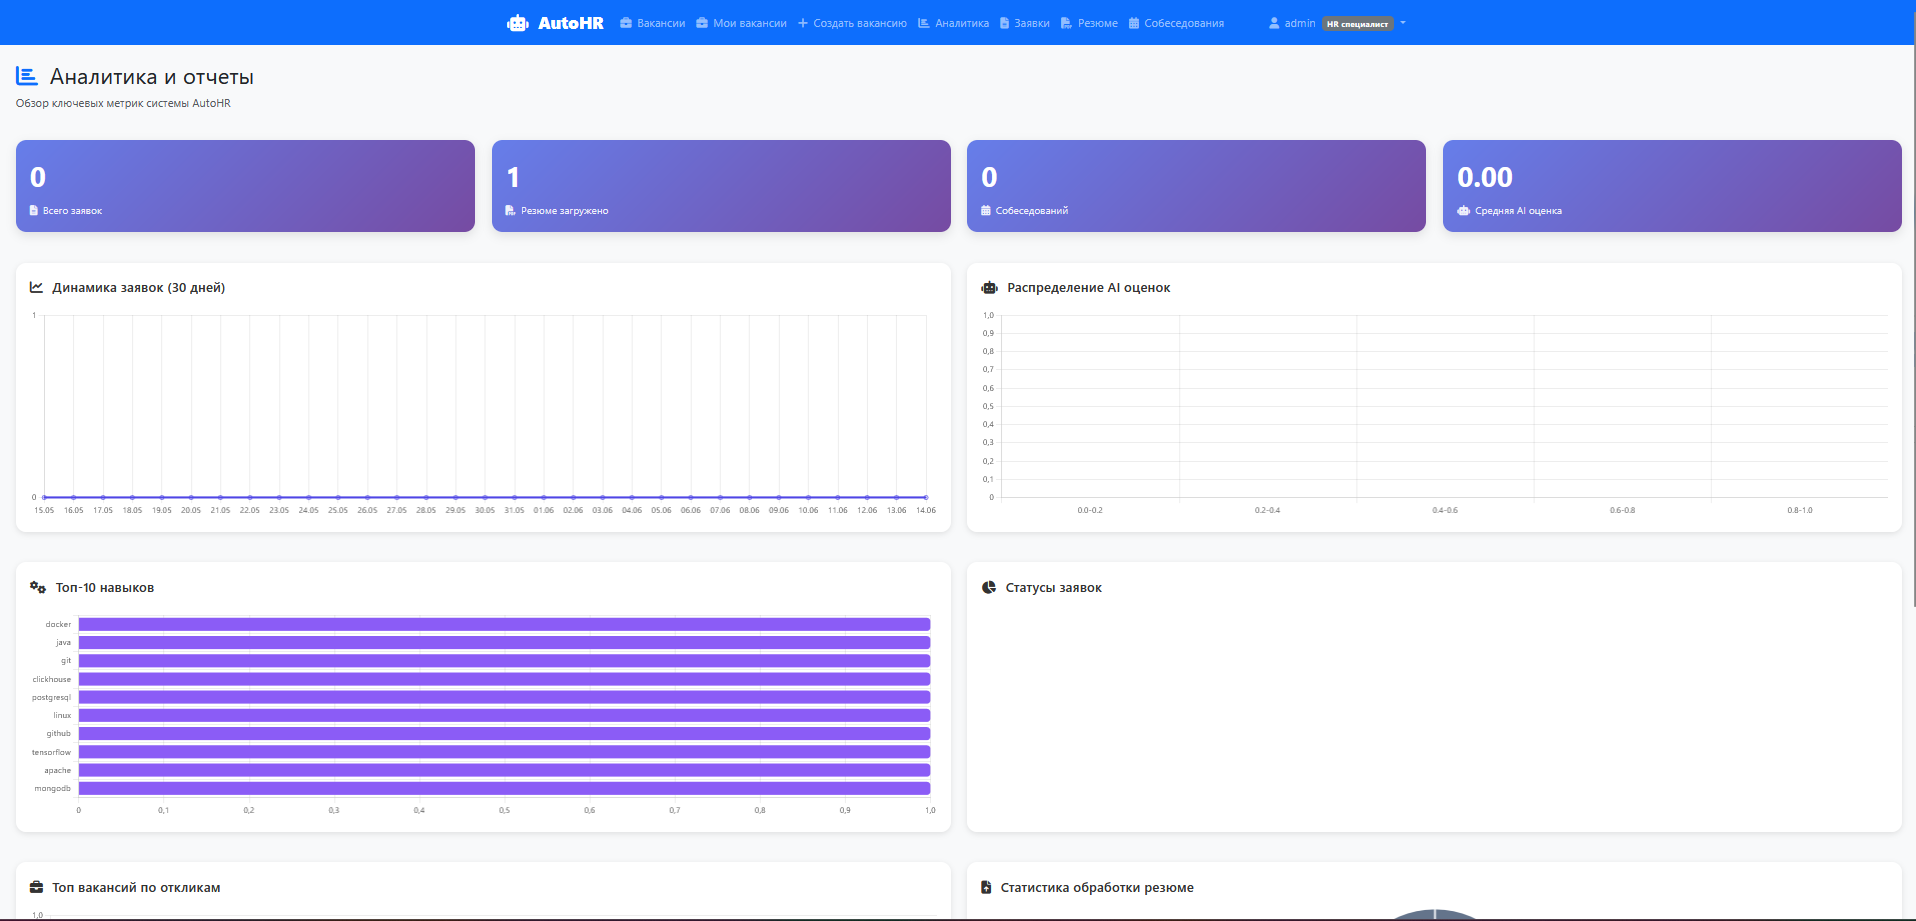 AutoHR Вакансии Мои вакансии Создать вакансию Аналитика Заявки Резюме Собеседования admin HR специалист
Аналитика и отчеты
Обзор ключевых метрик системы AutoHR
0
Всего заявок
1
Резюме загружено
0
Собеседований
0.00
Средняя AI оценка
Динамика заявок (30 дней)
1
0
15.05 16.05 17.05 18.05 19.05 20.05 21.05 22.05 23.05 24.05 25.05 26.05 27.05 28.05 29.05 30.05 31.05 01.06 02.06 03.06 04.06 05.06 06.06 07.06 08.06 09.06 10.06 11.06 12.06 13.06 14.06
Распределение AI оценок
1,0
0,9
0,8
0,7
0,6
0,5
0,4
0,3
0,2
0,1
0
0.0-0.2 0.2-0.4 0.4-0.6 0.6-0.8 0.8-1.0
Топ-10 навыков
docker
java
git
clickhouse
postgresql
linux
github
tensorflow
apache
mongodb
0 0,1 0,2 0,3 0,4 0,5 0,6 0,7 0,8 0,9 1,0
Статусы заявок
Топ вакансий по откликам
1,0
Статистика обработки резюме